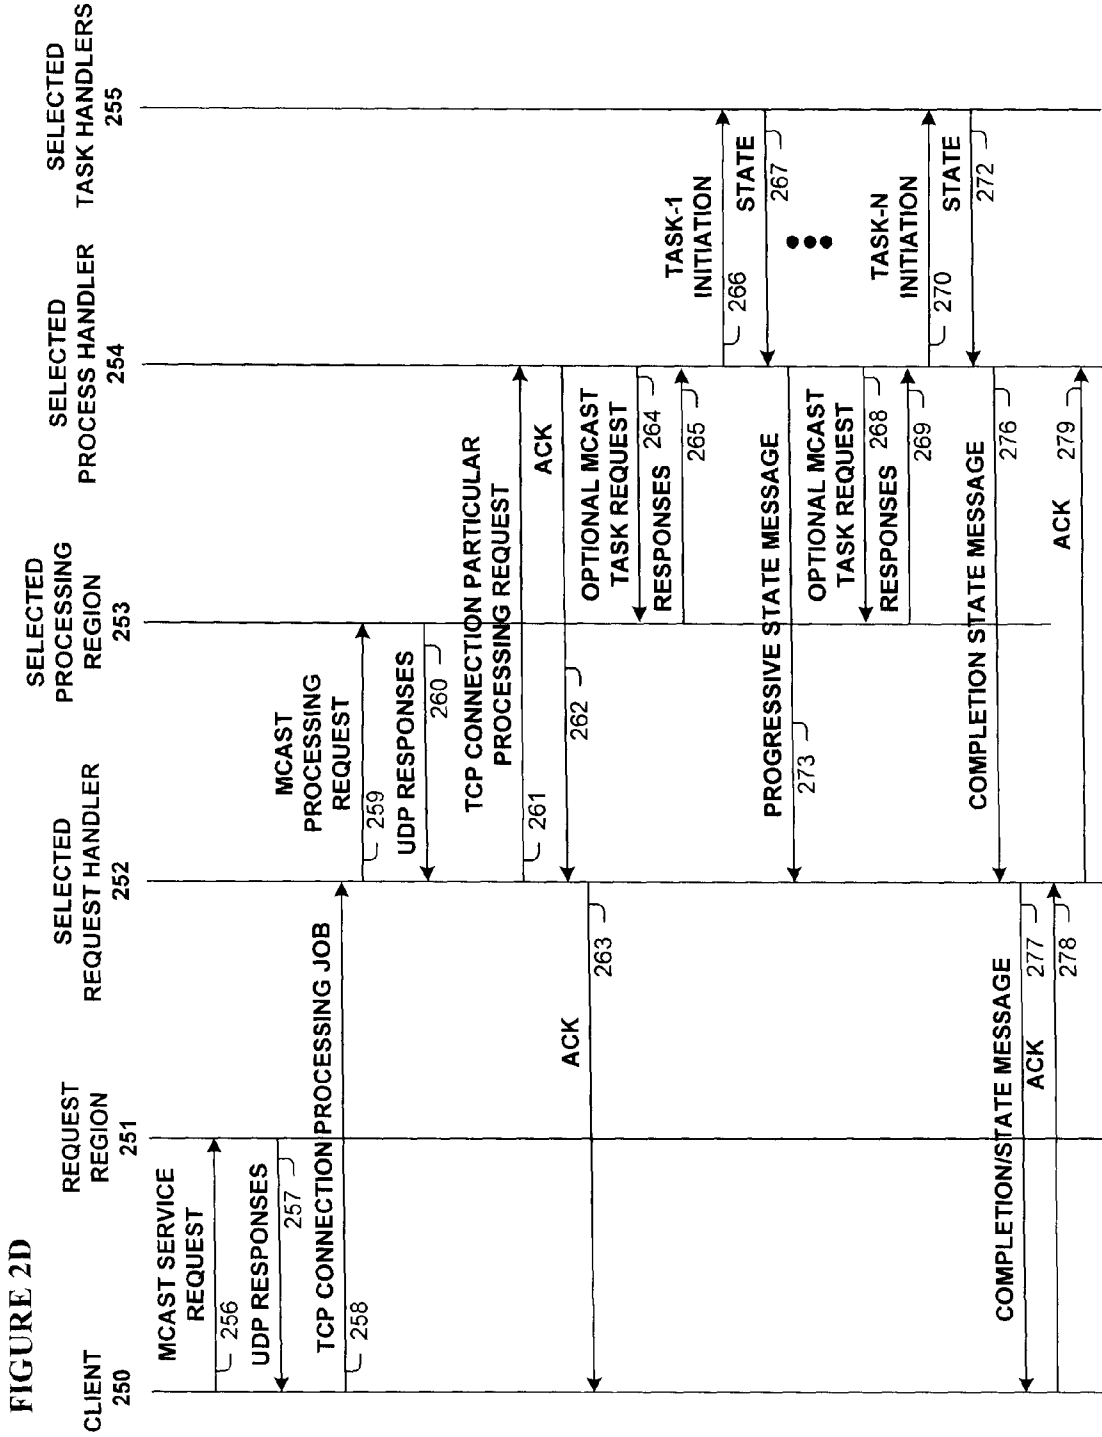 FIGURE 2D
CLIENT
250
REQUEST
REGION
251
SELECTED
REQUEST HANDLER
252
SELECTED
PROCESSING
REGION
253
SELECTED
PROCESS HANDLER
254
SELECTED
TASK HANDLERS
255
MCAST SERVICE
REQUEST
256
UDP RESPONSES
257
TCP CONNECTION PROCESSING JOB
258
MCAST
PROCESSING
REQUEST
259
UDP RESPONSES
260
TCP CONNECTION PARTICULAR
PROCESSING REQUEST
261
ACK
262
ACK
263
OPTIONAL MCAST
TASK REQUEST
264
RESPONSES
265
TASK-1
INITIATION
266
STATE
267
PROGRESSIVE STATE MESSAGE
273
OPTIONAL MCAST
TASK REQUEST
268
RESPONSES
269
TASK-N
INITIATION
270
STATE
272
COMPLETION STATE MESSAGE
276
COMPLETION/STATE MESSAGE
277
ACK
278
ACK
279